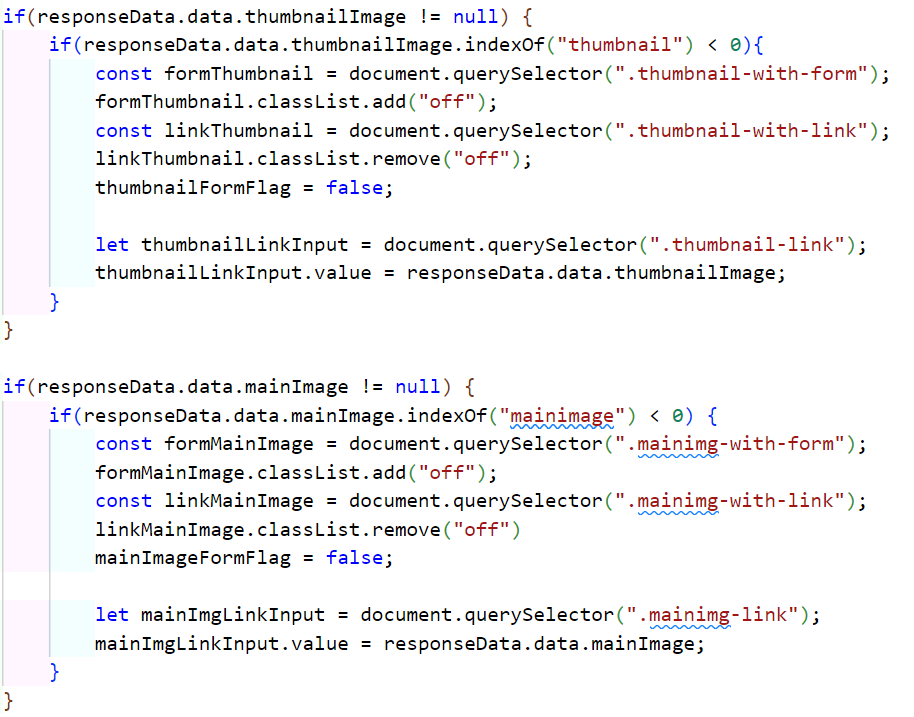 if(responseData.data.thumbnailImage != null) {
    if(responseData.data.thumbnailImage.indexOf("thumbnail") < 0){
        const formThumbnail = document.querySelector(".thumbnail-with-form");
        formThumbnail.classList.add("off");
        const linkThumbnail = document.querySelector(".thumbnail-with-link");
        linkThumbnail.classList.remove("off");
        thumbnailFormFlag = false;

        let thumbnailLinkInput = document.querySelector(".thumbnail-link");
        thumbnailLinkInput.value = responseData.data.thumbnailImage;
    }
}

if(responseData.data.mainImage != null) {
    if(responseData.data.mainImage.indexOf("mainimage") < 0) {
        const formMainImage = document.querySelector(".mainimg-with-form");
        formMainImage.classList.add("off");
        const linkMainImage = document.querySelector(".mainimg-with-link");
        linkMainImage.classList.remove("off")
        mainImageFormFlag = false;

        let mainImgLinkInput = document.querySelector(".mainimg-link");
        mainImgLinkInput.value = responseData.data.mainImage;
    }
}